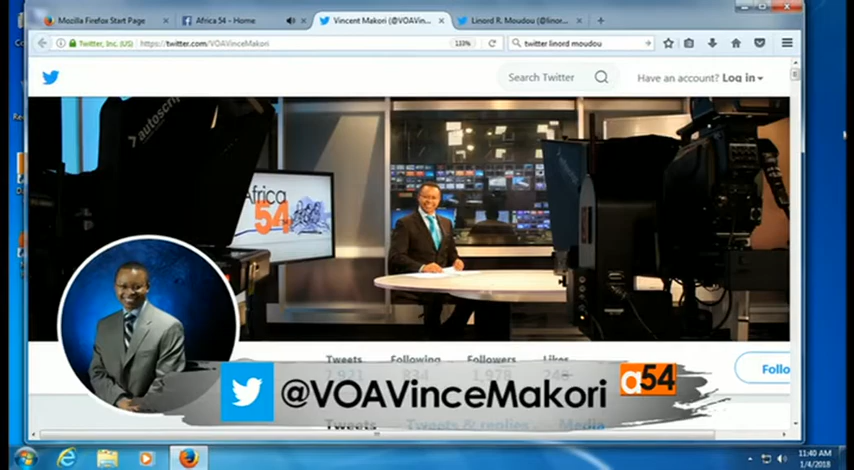 Mozilla Firefox Start Page
Africa 54 - Home
Vincent Makori (@VOAVin...
Linord R. Moudou (@linor...
Twitter, Inc. (US)
https://twitter.com/VOAVinceMakori
133%
twitter linord moudou
Search Twitter
Have an account? Log in
autoscript
Africa
54
Tweets
Following
Followers
Likes
7,923
834
1,978
Follo
@VOAVinceMakori
a54
Tweets
Tweets & replies
Media
11:40 AM
1/4/2018